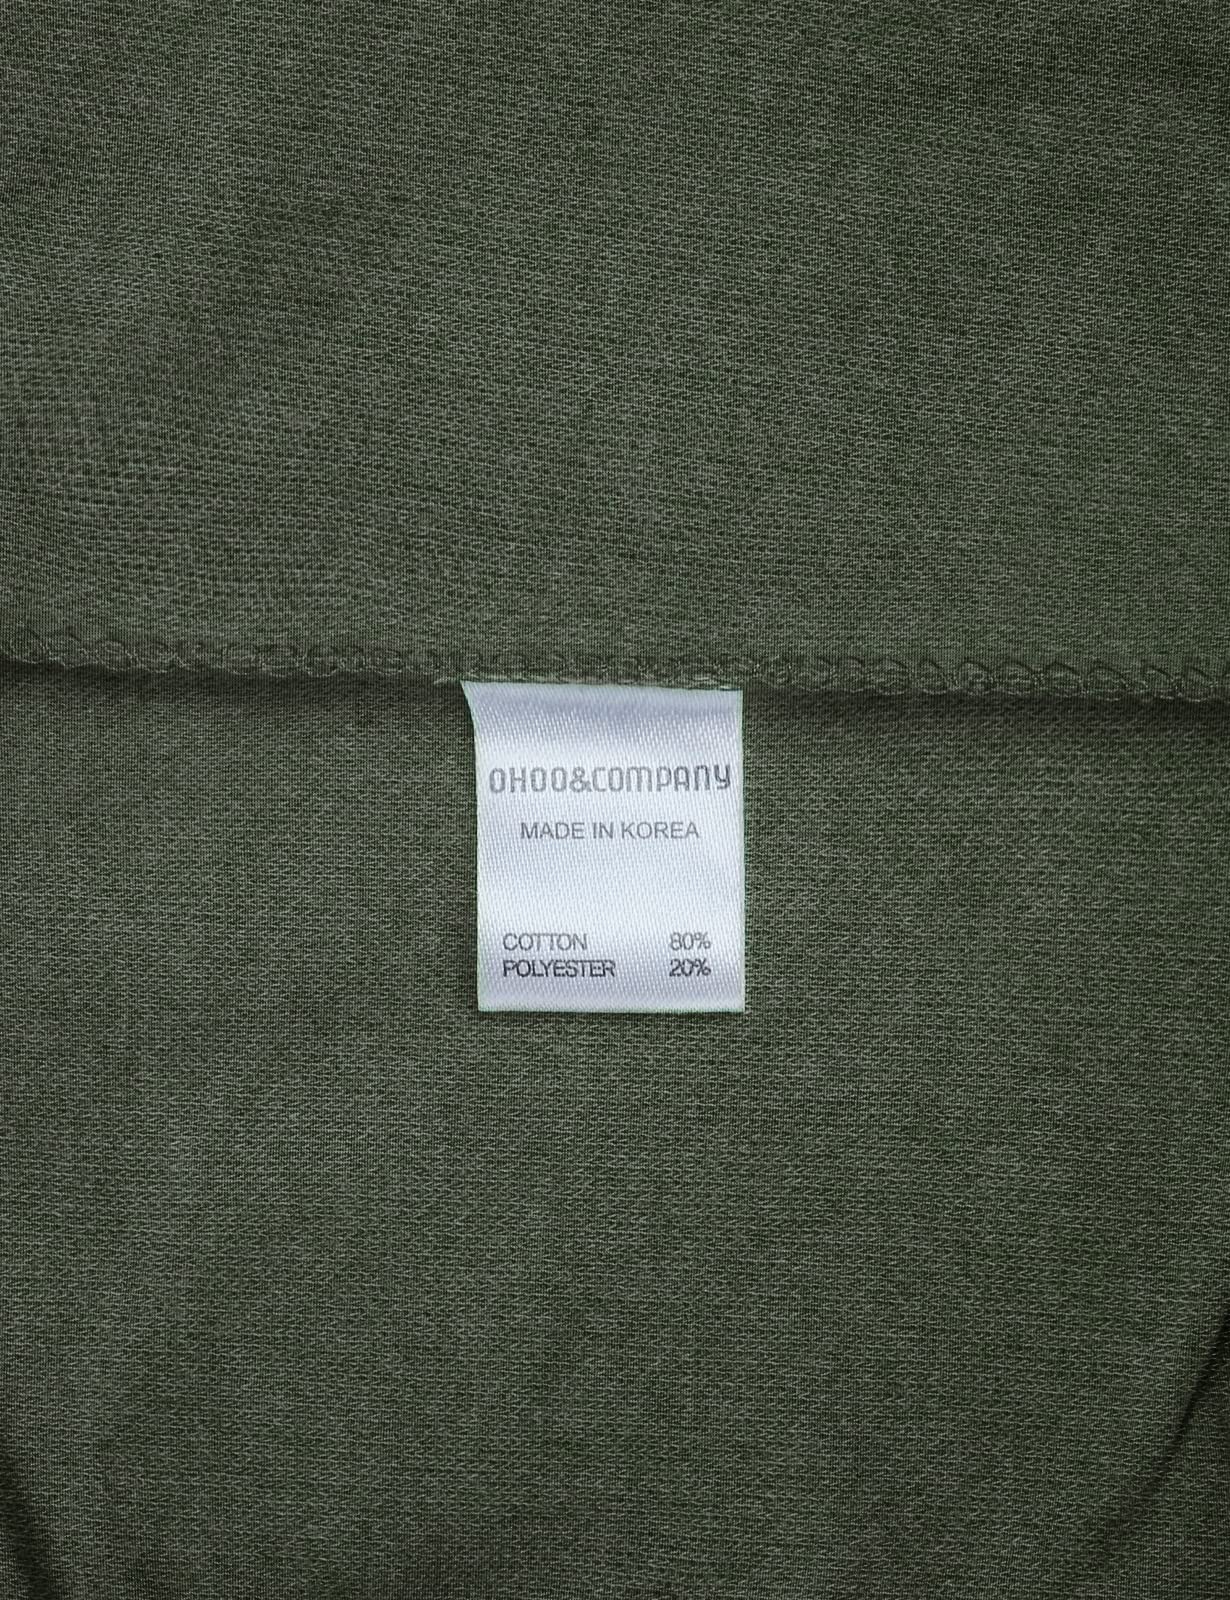 OHOO&COMPANY
MADE IN KOREA
COTTON 80%
POLYESTER 20%